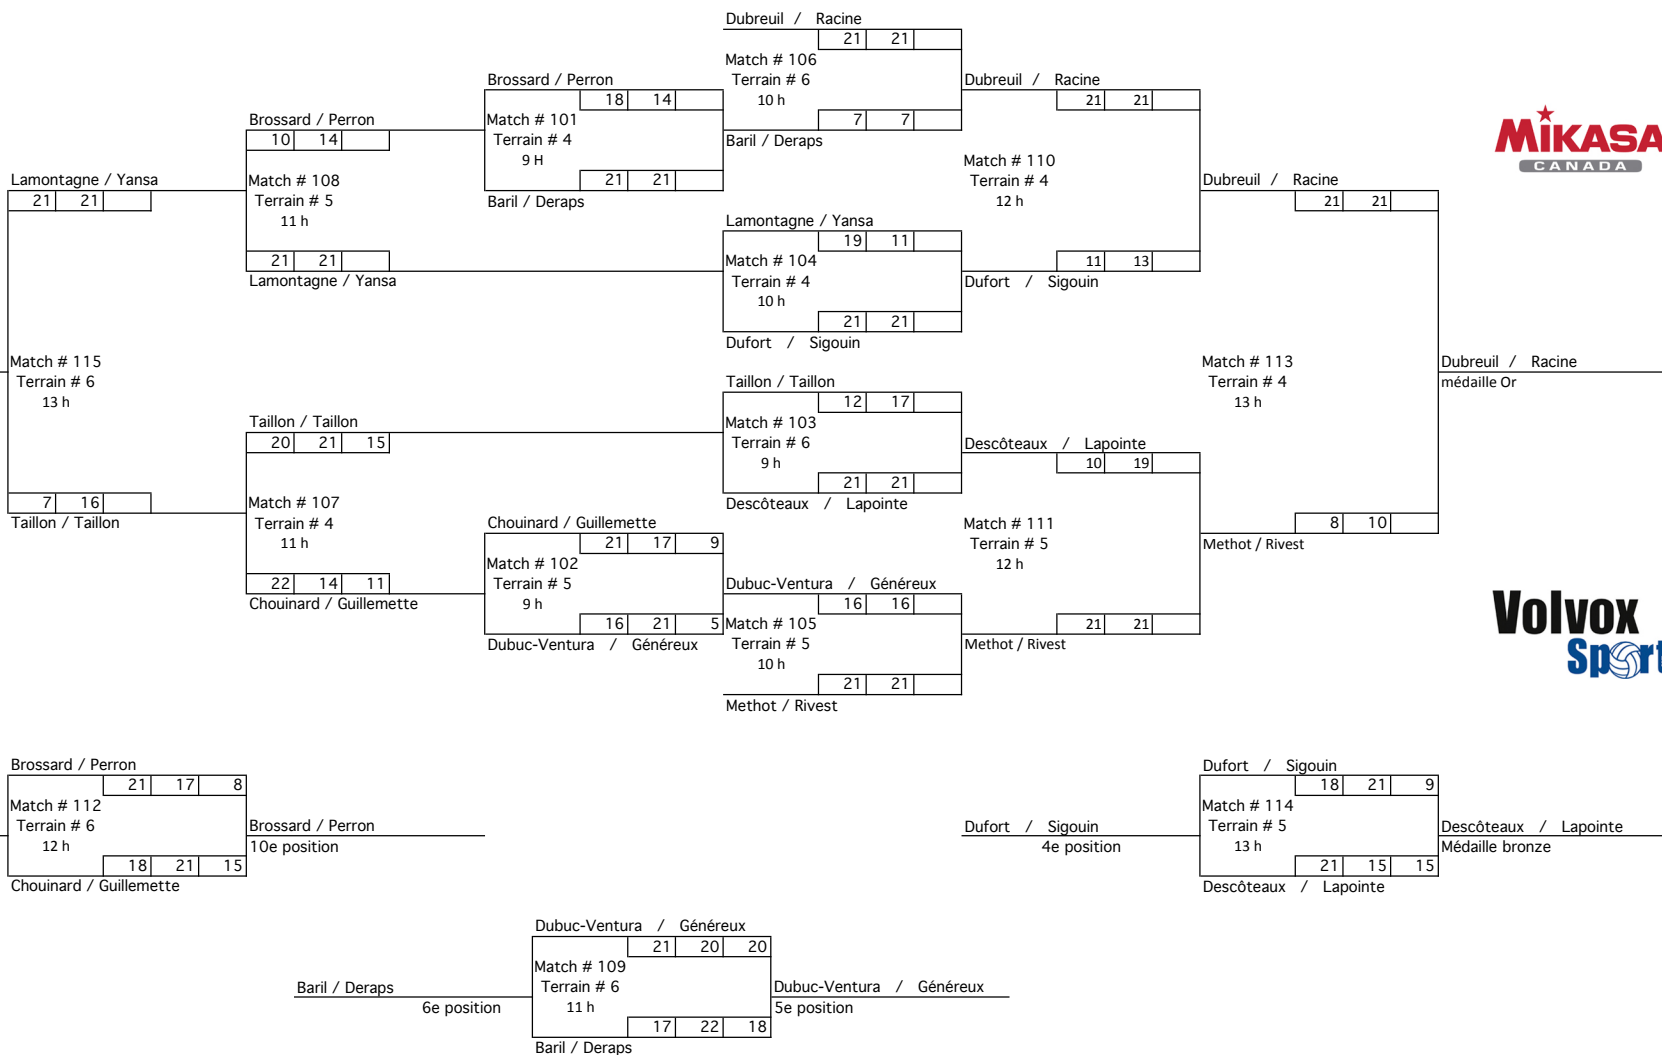 Dubreuil / Racine
21 21
Match # 106
Terrain # 6
10 h
7 7
Baril / Deraps
Brossard / Perron
18 14
Match # 101
Terrain # 4
9 H
21 21
Baril / Deraps
Dubreuil / Racine
21 21
Match # 110
Terrain # 4
12 h
11 13
Dufort / Sigouin
MIKASA
CANADA
Brossard / Perron
10 14
Match # 108
Terrain # 5
11 h
21 21
Lamontagne / Yansa
Lamontagne / Yansa
21 21
Match # 115
Terrain # 6
13 h
7 16
Taillon / Taillon
Lamontagne / Yansa
19 11
Match # 104
Terrain # 4
10 h
21 21
Dufort / Sigouin
Dubreuil / Racine
21 21
Match # 113
Terrain # 4
13 h
8 10
Methot / Rivest
Dubreuil / Racine
médaille Or
Taillon / Taillon
12 17
Match # 103
Terrain # 6
9 h
21 21
Descôteaux / Lapointe
Taillon / Taillon
20 21 15
Match # 107
Terrain # 4
11 h
22 14 11
Chouinard / Guillemette
Descôteaux / Lapointe
10 19
Match # 111
Terrain # 5
12 h
21 21
Methot / Rivest
Chouinard / Guillemette
21 17 9
Match # 102
Terrain # 5
9 h
16 21 5
Dubuc-Ventura / Généreux
Dubuc-Ventura / Généreux
16 16
Match # 105
Terrain # 5
10 h
21 21
Methot / Rivest
Volvox
Sport
Brossard / Perron
21 17 8
Match # 112
Terrain # 6
12 h
18 21 15
Chouinard / Guillemette
Brossard / Perron
10e position
Dufort / Sigouin
4e position
Dufort / Sigouin
18 21 9
Match # 114
Terrain # 5
13 h
21 15 15
Descôteaux / Lapointe
Descôteaux / Lapointe
Médaille bronze
Baril / Deraps
6e position
Dubuc-Ventura / Généreux
21 20 20
Match # 109
Terrain # 6
11 h
17 22 18
Baril / Deraps
Dubuc-Ventura / Généreux
5e position